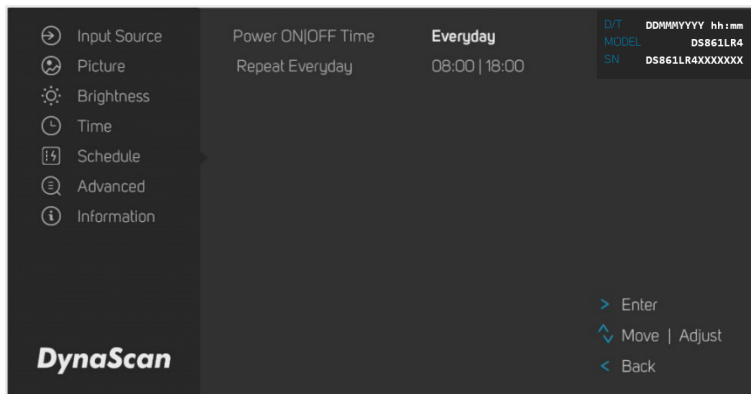 Input Source
Picture
Brightness
Time
Schedule
Advanced
Information
DynaScan
Power ON|OFF Time Everyday
Repeat Everyday 08:00 | 18:00
D/T DDMMMYYYY hh:mm
MODEL DS861LR4
SN DS861LR4XXXXXXX
> Enter
Move | Adjust
< Back